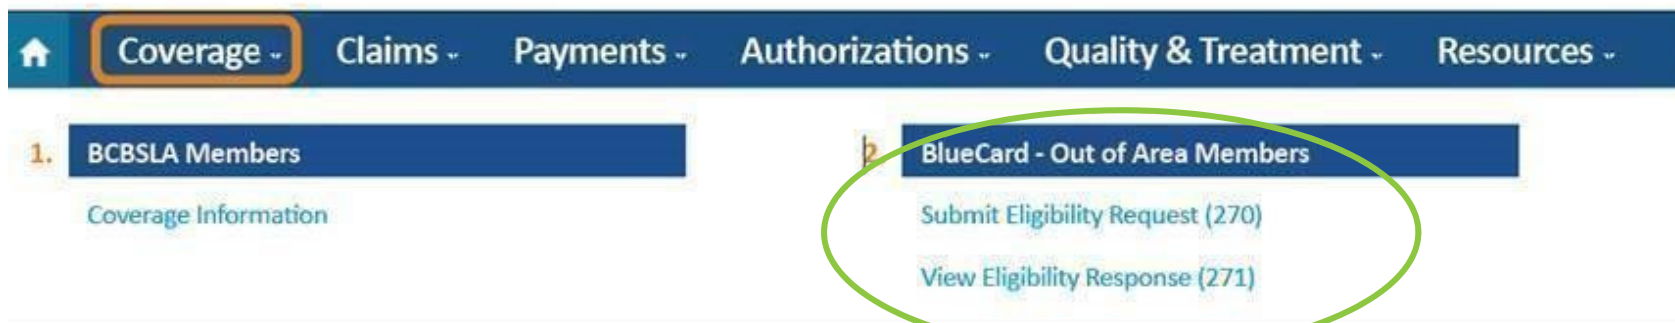 Coverage Claims Payments Authorizations Quality & Treatment Resources
1. BCBSLA Members
Coverage Information
2 BlueCard - Out of Area Members
Submit Eligibility Request (270)
View Eligibility Response (271)